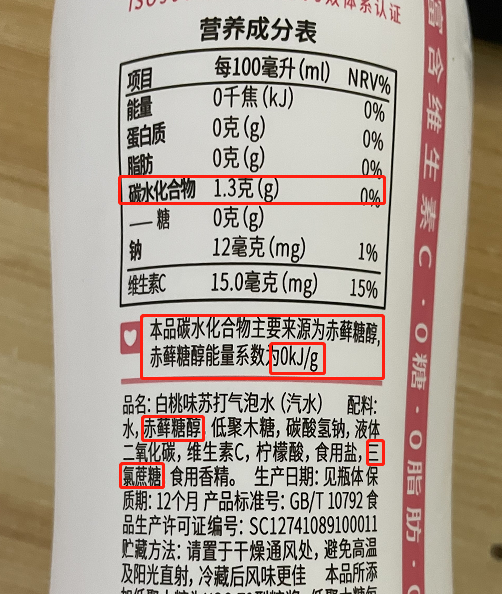 双体系认证
营养成分表
项目 每100毫升(ml) NRV%
能量 0千焦(kJ) 0%
蛋白质 0克(g) 0%
脂肪 0克(g) 0%
碳水化合物 1.3克(g) 0%
— 糖 0克(g)
钠 12毫克(mg) 1%
维生素C 15.0毫克(mg) 15%
本品碳水化合物主要来源为赤藓糖醇,
赤藓糖醇能量系数为0kJ/g
品名: 白桃味苏打气泡水 (汽水) 配料:
水, 赤藓糖醇, 低聚木糖, 碳酸氢钠, 液体
二氧化碳, 维生素C, 柠檬酸, 食用盐, 三
氯蔗糖, 食用香精。 生产日期: 见瓶体保
质期: 12个月 产品标准号: GB/T 10792 食
品生产许可证编号: SC12741089100011
贮藏方法: 请置于干燥通风处, 避免高温
及阳光直射, 冷藏后风味更佳 本品所添
富含维生素C·0糖·0脂肪·0